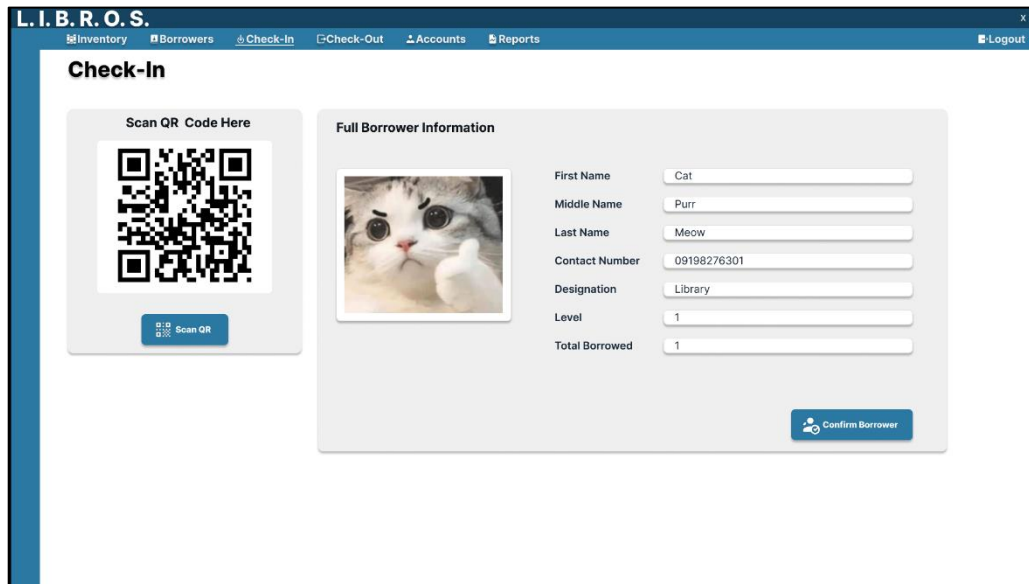 L. I. B. R. O. S.
x
Inventory Borrowers Check-In Check-Out Accounts Reports Logout
Check-In
Scan QR Code Here
Scan QR
Full Borrower Information
First Name Cat
Middle Name Purr
Last Name Meow
Contact Number 09198276301
Designation Library
Level 1
Total Borrowed 1
Confirm Borrower